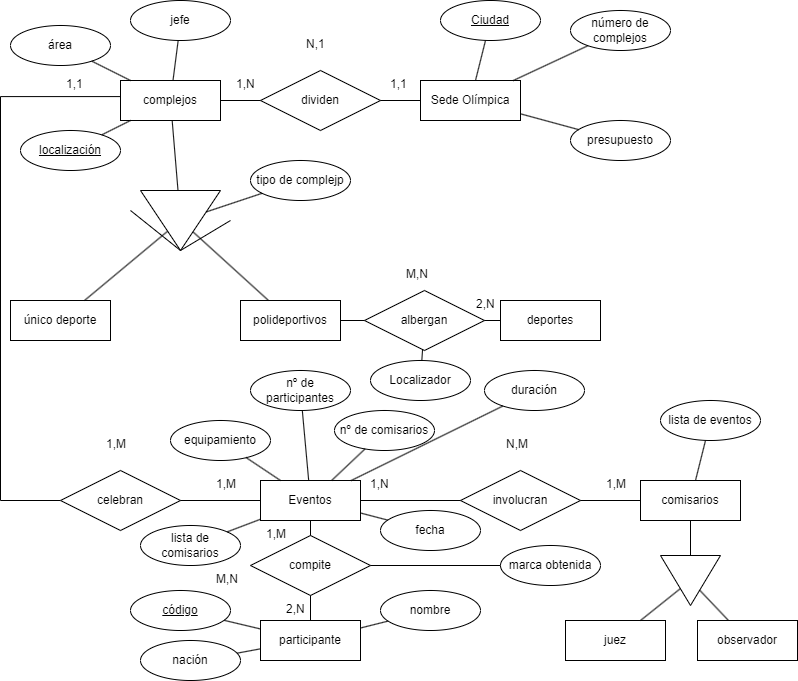 jefe
N,1
Ciudad
número de
complejos
área
1,1
complejos
1,N
dividen
1,1
Sede Olímpica
localización
presupuesto
tipo de complejp
M,N
único deporte
polideportivos
albergan
2,N
deportes
Localizador
nº de
participantes
duración
equipamiento
nº de comisarios
lista de eventos
1,M
N,M
celebran
1,M
Eventos
1,N
involucran
1,M
comisarios
lista de
comisarios
1,M
fecha
M,N
compite
marca obtenida
código
2,N
nombre
participante
nación
juez
observador